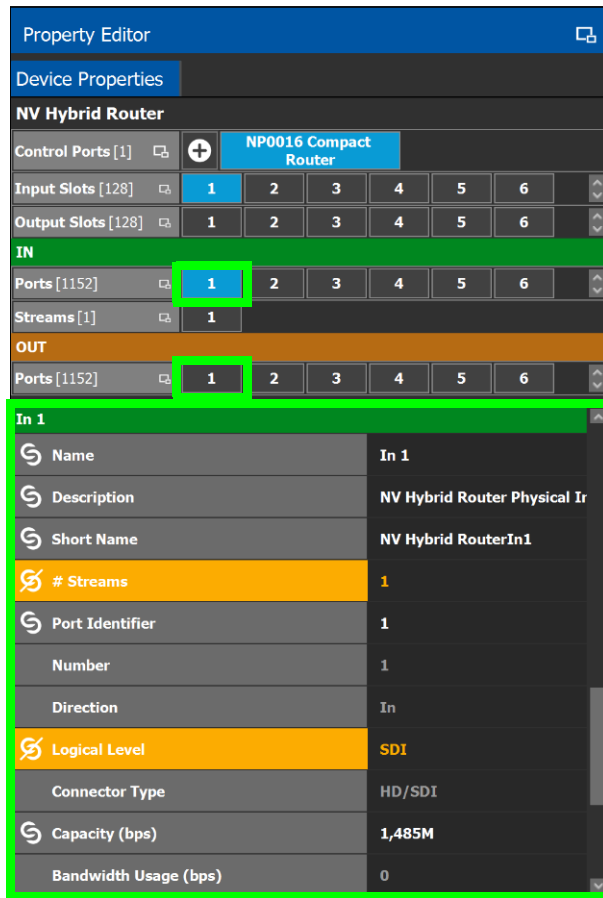 Property Editor
Device Properties
NV Hybrid Router
Control Ports [1] NP0016 Compact Router
Input Slots [128] 1 2 3 4 5 6
Output Slots [128] 1 2 3 4 5 6
IN
Ports [1152] 1 2 3 4 5 6
Streams [1] 1
OUT
Ports [1152] 1 2 3 4 5 6
In 1
Name In 1
Description NV Hybrid Router Physical In
Short Name NV Hybrid RouterIn1
# Streams 1
Port Identifier 1
Number 1
Direction In
Logical Level SDI
Connector Type HD/SDI
Capacity (bps) 1,485M
Bandwidth Usage (bps) 0